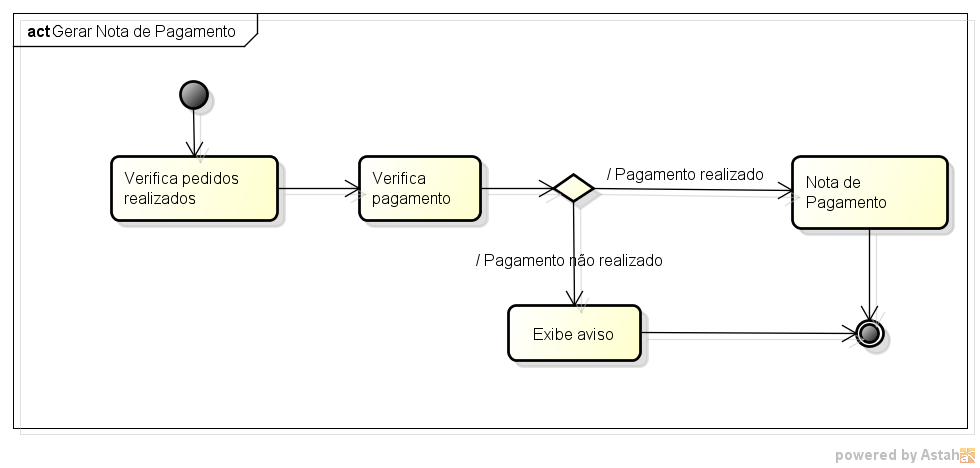 act Gerar Nota de Pagamento
Verifica pedidos
realizados
Verifica
pagamento
/ Pagamento realizado
Nota de
Pagamento
/ Pagamento não realizado
Exibe aviso
powered by Astah